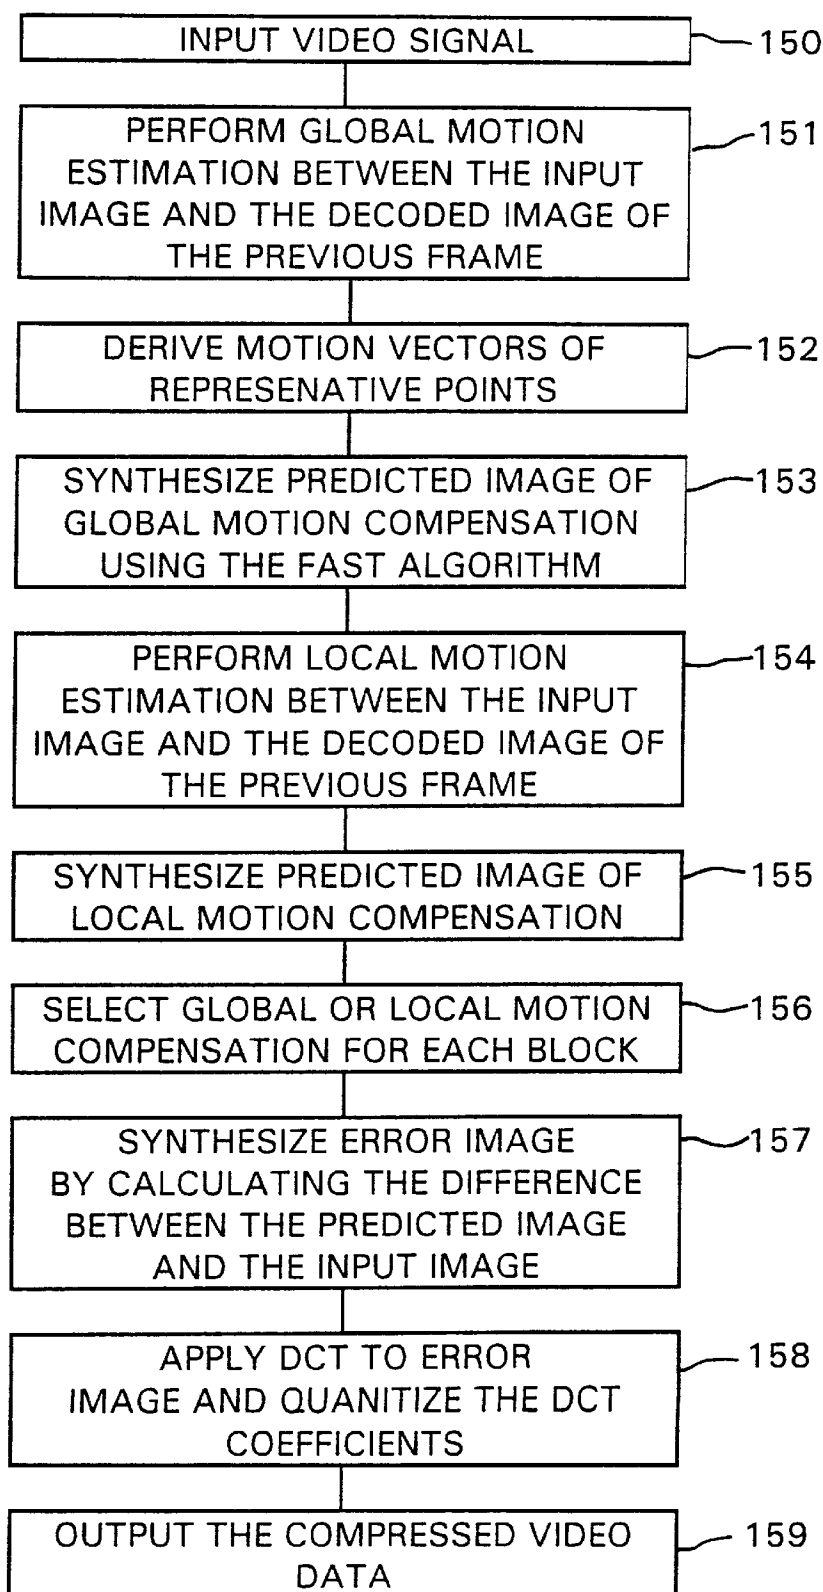 INPUT VIDEO SIGNAL
150
PERFORM GLOBAL MOTION
ESTIMATION BETWEEN THE INPUT
IMAGE AND THE DECODED IMAGE OF
THE PREVIOUS FRAME
151
DERIVE MOTION VECTORS OF
REPRESENATIVE POINTS
152
SYNTHESIZE PREDICTED IMAGE OF
GLOBAL MOTION COMPENSATION
USING THE FAST ALGORITHM
153
PERFORM LOCAL MOTION
ESTIMATION BETWEEN THE INPUT
IMAGE AND THE DECODED IMAGE OF
THE PREVIOUS FRAME
154
SYNTHESIZE PREDICTED IMAGE OF
LOCAL MOTION COMPENSATION
155
SELECT GLOBAL OR LOCAL MOTION
COMPENSATION FOR EACH BLOCK
156
SYNTHESIZE ERROR IMAGE
BY CALCULATING THE DIFFERENCE
BETWEEN THE PREDICTED IMAGE
AND THE INPUT IMAGE
157
APPLY DCT TO ERROR
IMAGE AND QUANITIZE THE DCT
COEFFICIENTS
158
OUTPUT THE COMPRESSED VIDEO
DATA
159